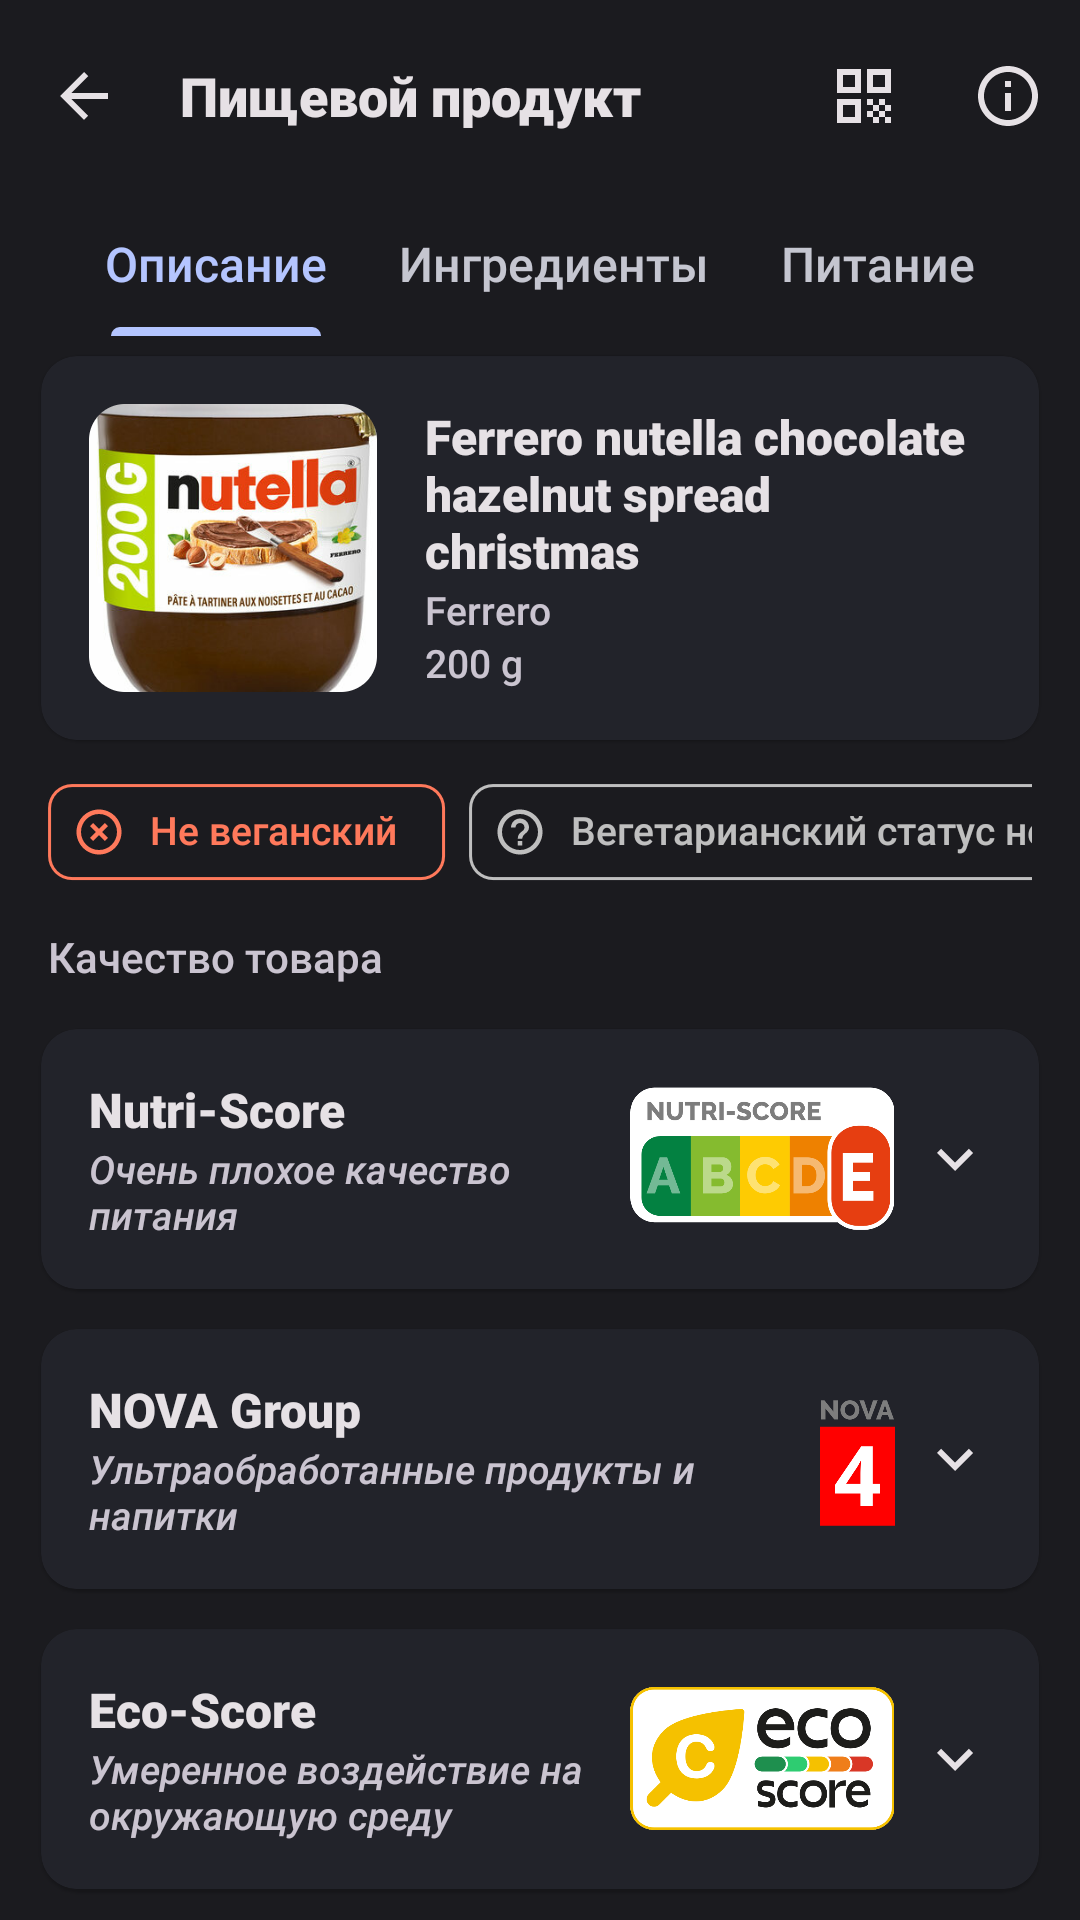 Пищевой продукт
Описание Ингредиенты Питание
200 G
nutella
FERRERO
PÂTE À TARTINER AUX NOISETTES ET AU CACAO
Ferrero nutella chocolate
hazelnut spread
christmas
Ferrero
200 g
Не веганский
Вегетарианский статус
Качество товара
Nutri-Score
Очень плохое качество
питания
NUTRI-SCORE
A B C D E
NOVA Group
Ультраобработанные продукты и
напитки
NOVA
4
Eco-Score
Умеренное воздействие на
окружающую среду
C
eco
score